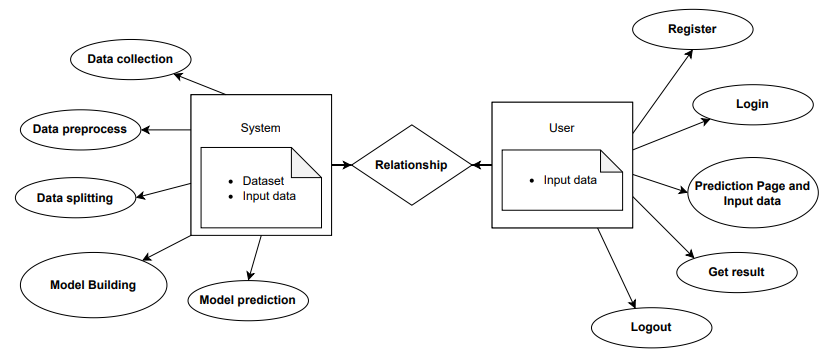 Register
Data collection
Login
System
User
Data preprocess
Relationship
• Dataset
• Input data
• Input data
Prediction Page and
Input data
Data splitting
Get result
Model Building
Model prediction
Logout